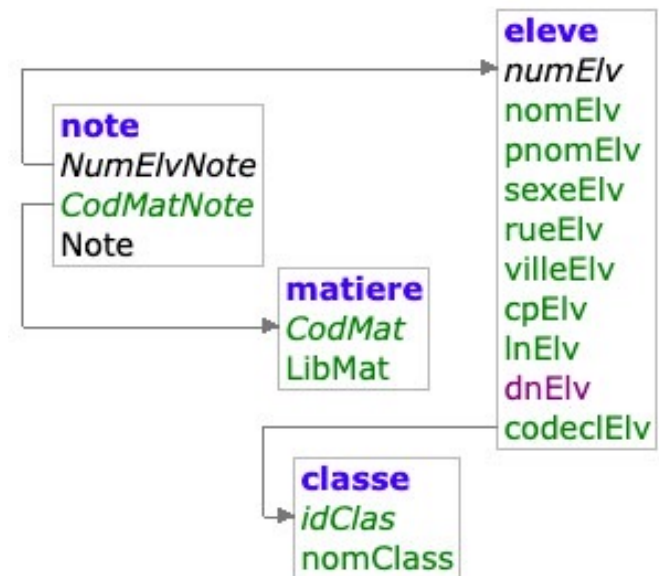 eleve
numElv
nomElv
pnomElv
sexeElv
rueElv
villeElv
cpElv
lnElv
dnElv
codeclElv
note
NumElvNote
CodMatNote
Note
matiere
CodMat
LibMat
classe
idClas
nomClass